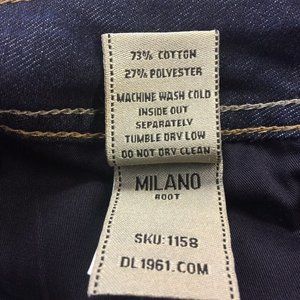 73% COTTON
27% POLYESTER
MACHINE WASH COLD
INSIDE OUT
SEPARATELY
TUMBLE DRY LOW
DO NOT DRY CLEAN
MILANO
BOOT
SKU:1158
DL1961.COM